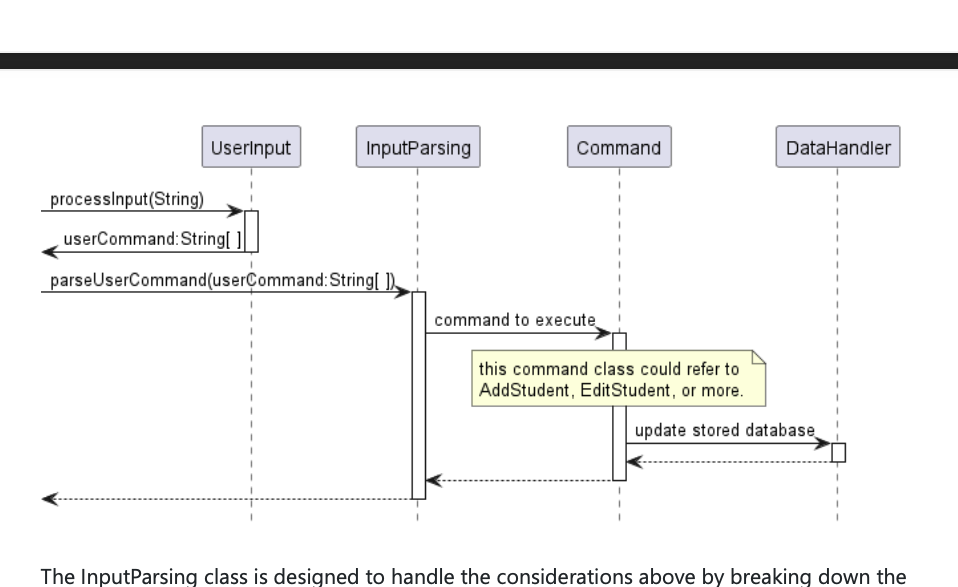 UserInput InputParsing Command DataHandler
processInput(String)
userCommand:String[ ]
parseUserCommand(userCommand:String[ ])
command to execute
this command class could refer to
AddStudent, EditStudent, or more.
update stored database
The InputParsing class is designed to handle the considerations above by breaking down the